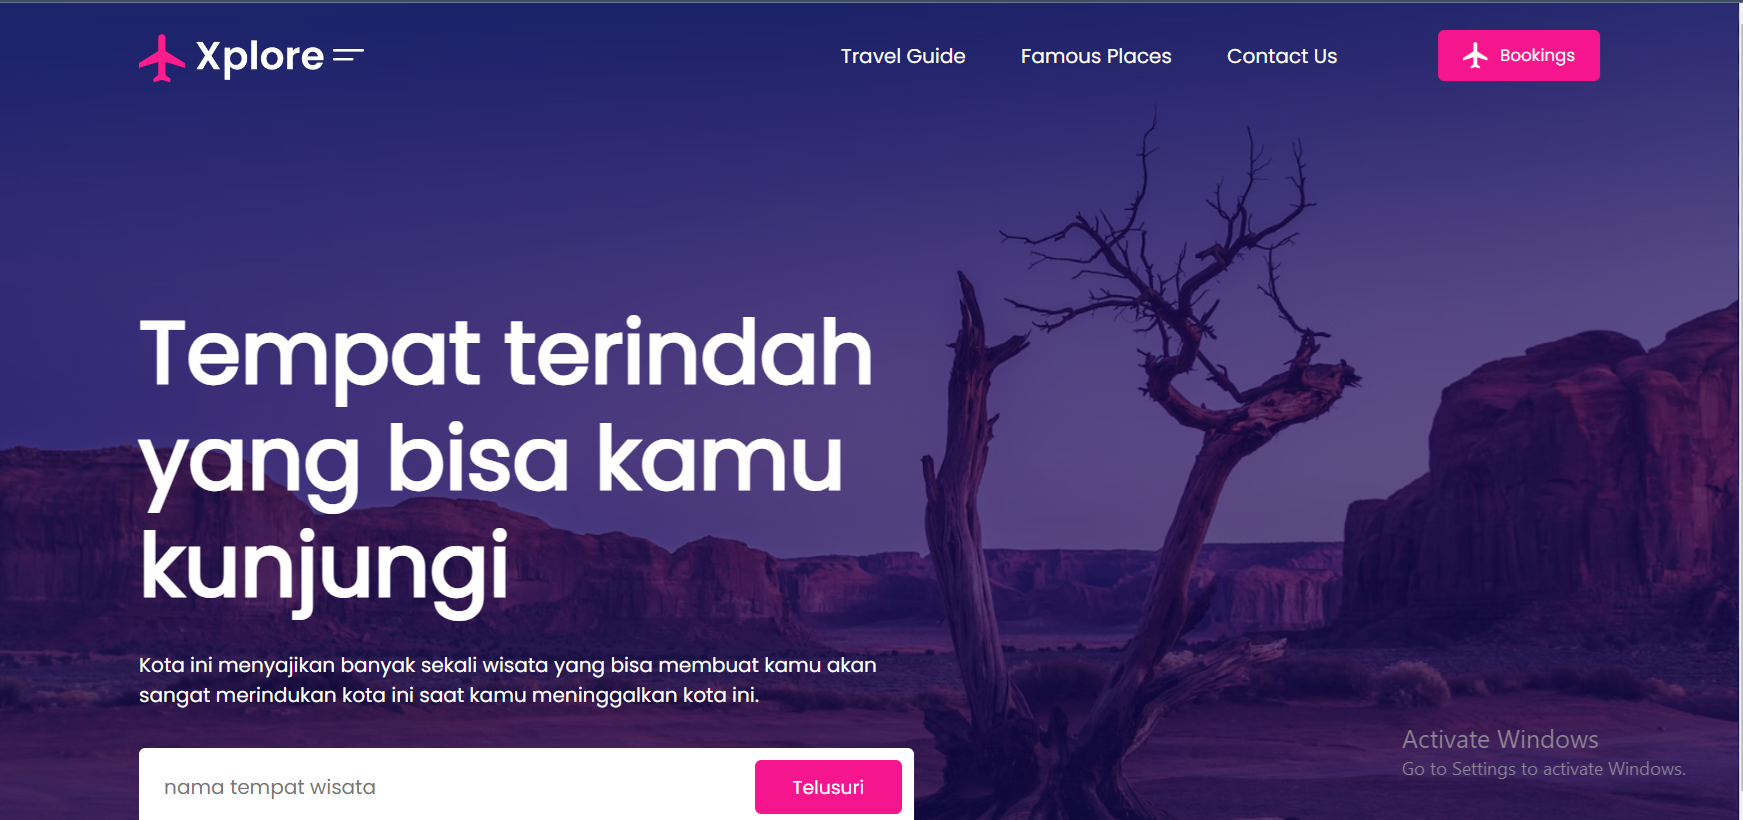 Xplore
Travel Guide
Famous Places
Contact Us
Bookings
Tempat terindah
yang bisa kamu
kunjungi
Kota ini menyajikan banyak sekali wisata yang bisa membuat kamu akan
sangat merindukan kota ini saat kamu meninggalkan kota ini.
nama tempat wisata
Telusuri
Activate Windows
Go to Settings to activate Windows.